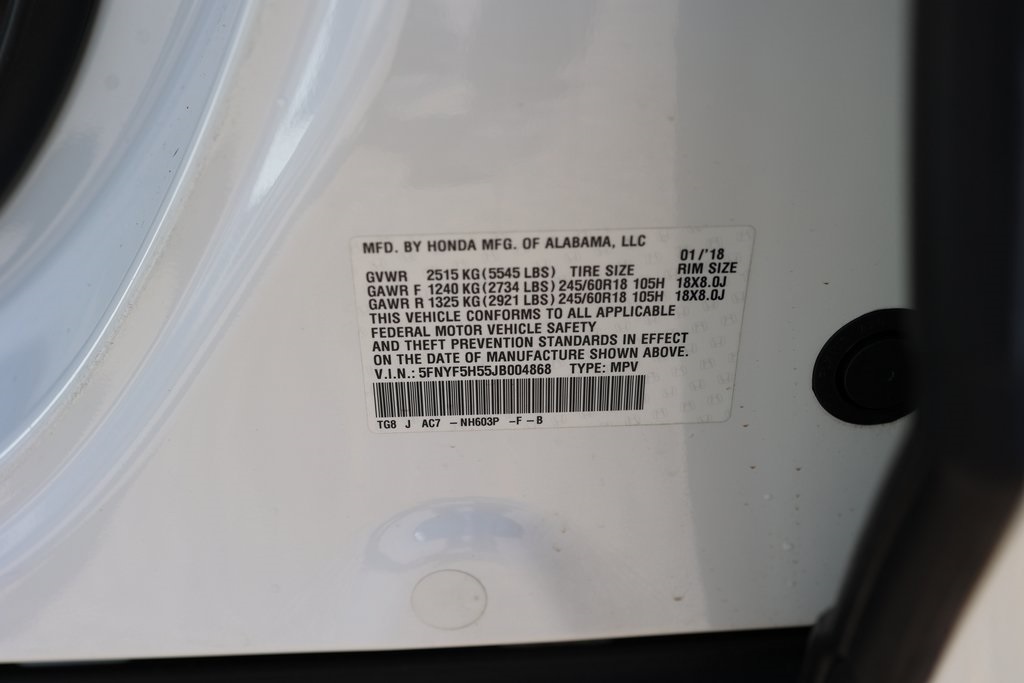 MFD. BY HONDA MFG. OF ALABAMA, LLC
01/'18
GVWR 2515 KG (5545 LBS) TIRE SIZE RIM SIZE
GAWR F 1240 KG (2734 LBS) 245/60R18 105H 18X8.0J
GAWR R 1325 KG (2921 LBS) 245/60R18 105H 18X8.0J
THIS VEHICLE CONFORMS TO ALL APPLICABLE
FEDERAL MOTOR VEHICLE SAFETY
AND THEFT PREVENTION STANDARDS IN EFFECT
ON THE DATE OF MANUFACTURE SHOWN ABOVE.
V.I.N.: 5FNYF5H55JB004868 TYPE: MPV
TG8 J AC7 - NH603P - F - B